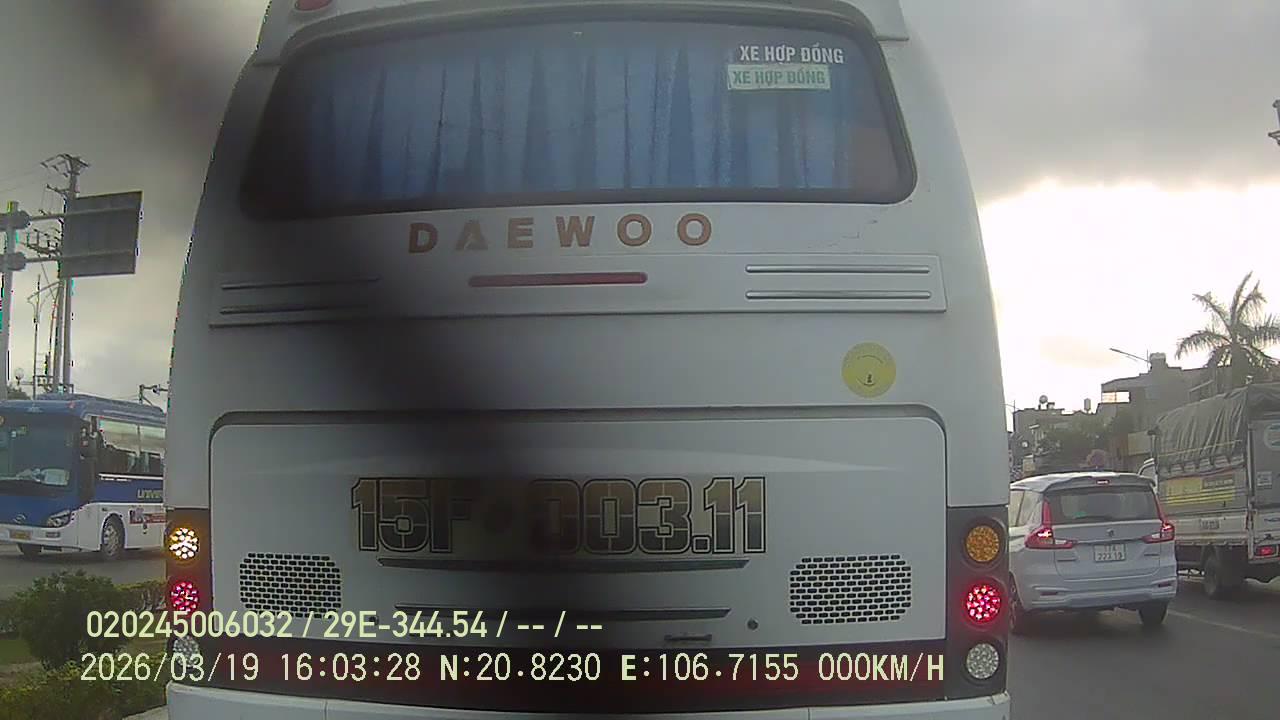 XE HỢP ĐỒNG
XE HỢP ĐỒNG
DAEWOO
15F 003.11
020245006032 / 29E-344.54 / -- / --
2026/03/19 16:03:28 N:20.8230 E:106.7155 000KM/H